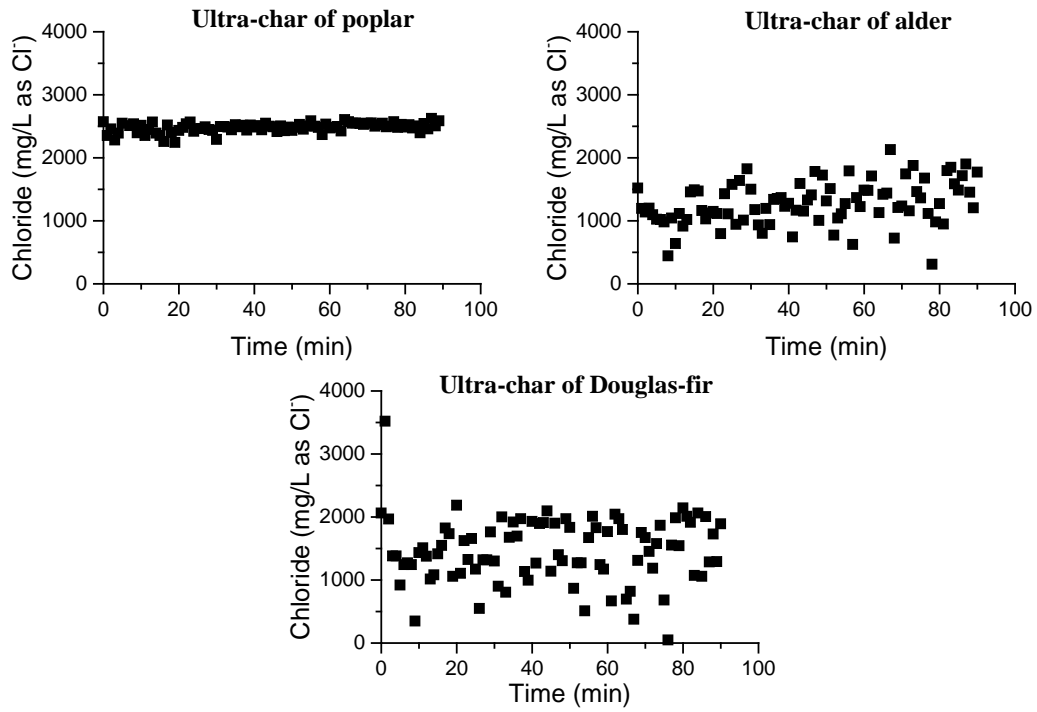 Ultra-char of poplar
4000
3000
2000
1000
0
0 20 40 60 80 100
Chloride (mg/L as Cl⁻)
Time (min)
Ultra-char of alder
4000
3000
2000
1000
0
0 20 40 60 80 100
Chloride (mg/L as Cl⁻)
Time (min)
Ultra-char of Douglas-fir
4000
3000
2000
1000
0
0 20 40 60 80 100
Chloride (mg/L as Cl⁻)
Time (min)